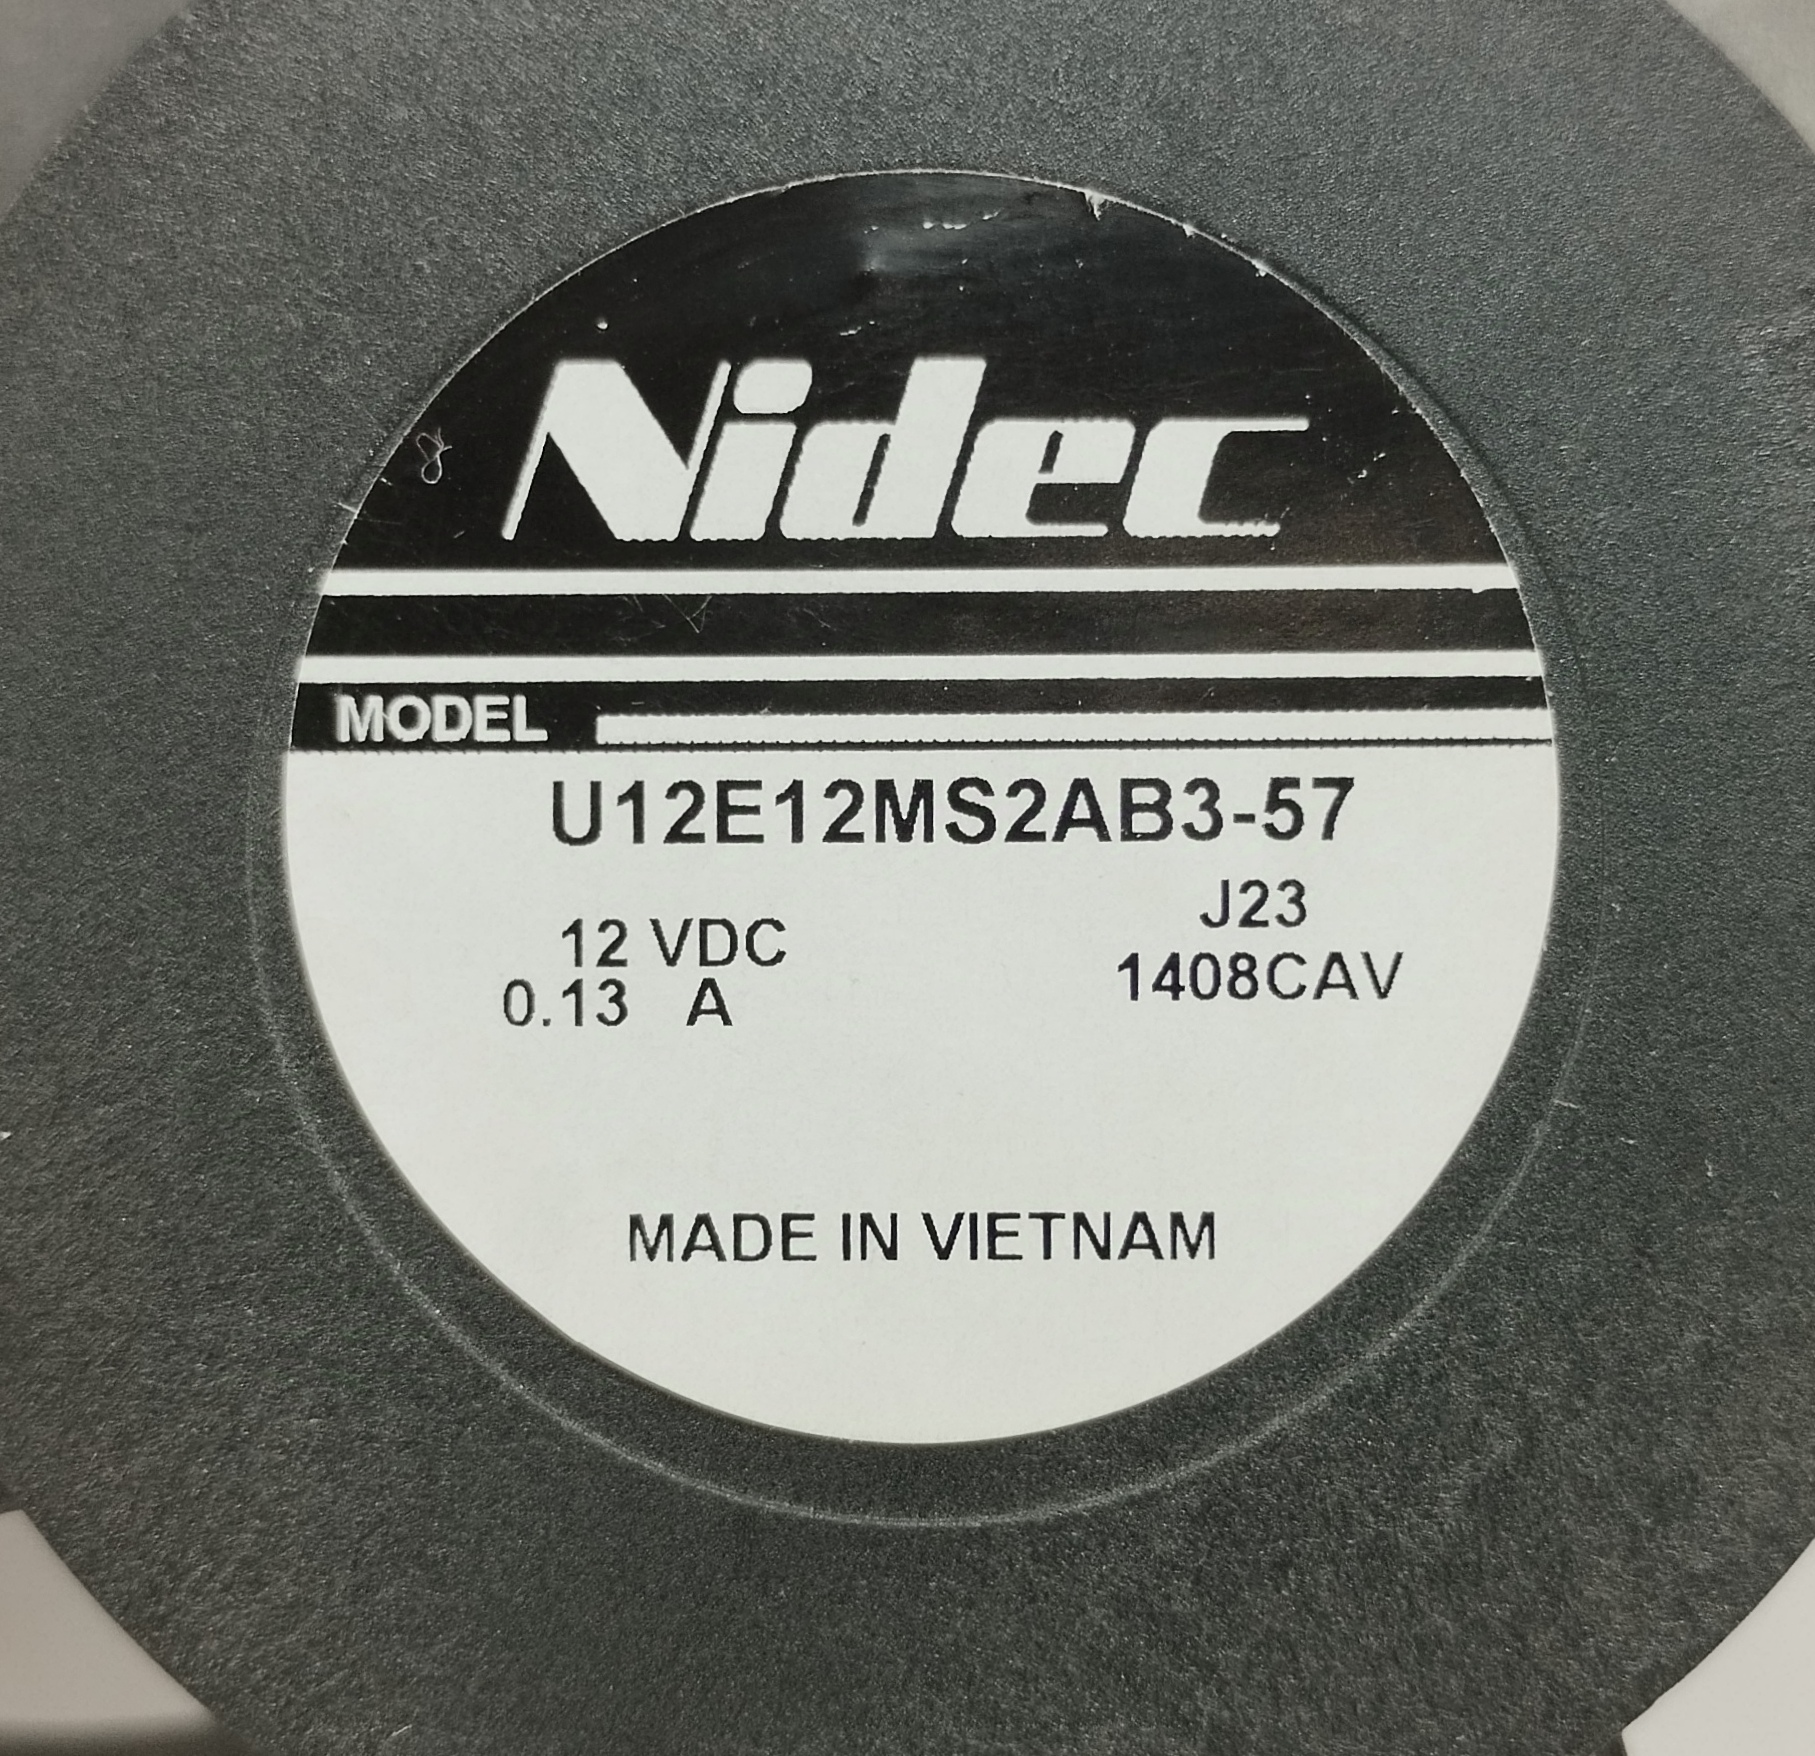 Nidec
MODEL
U12E12MS2AB3-57
J23
12 VDC
1408CAV
0.13 A
MADE IN VIETNAM